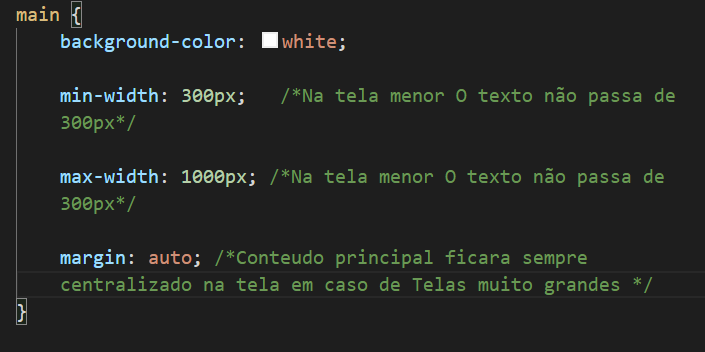 main {
background-color: white;
min-width: 300px; /*Na tela menor O texto não passa de
300px*/
max-width: 1000px; /*Na tela menor O texto não passa de
300px*/
margin: auto; /*Conteudo principal ficara sempre
centralizado na tela em caso de Telas muito grandes */
}